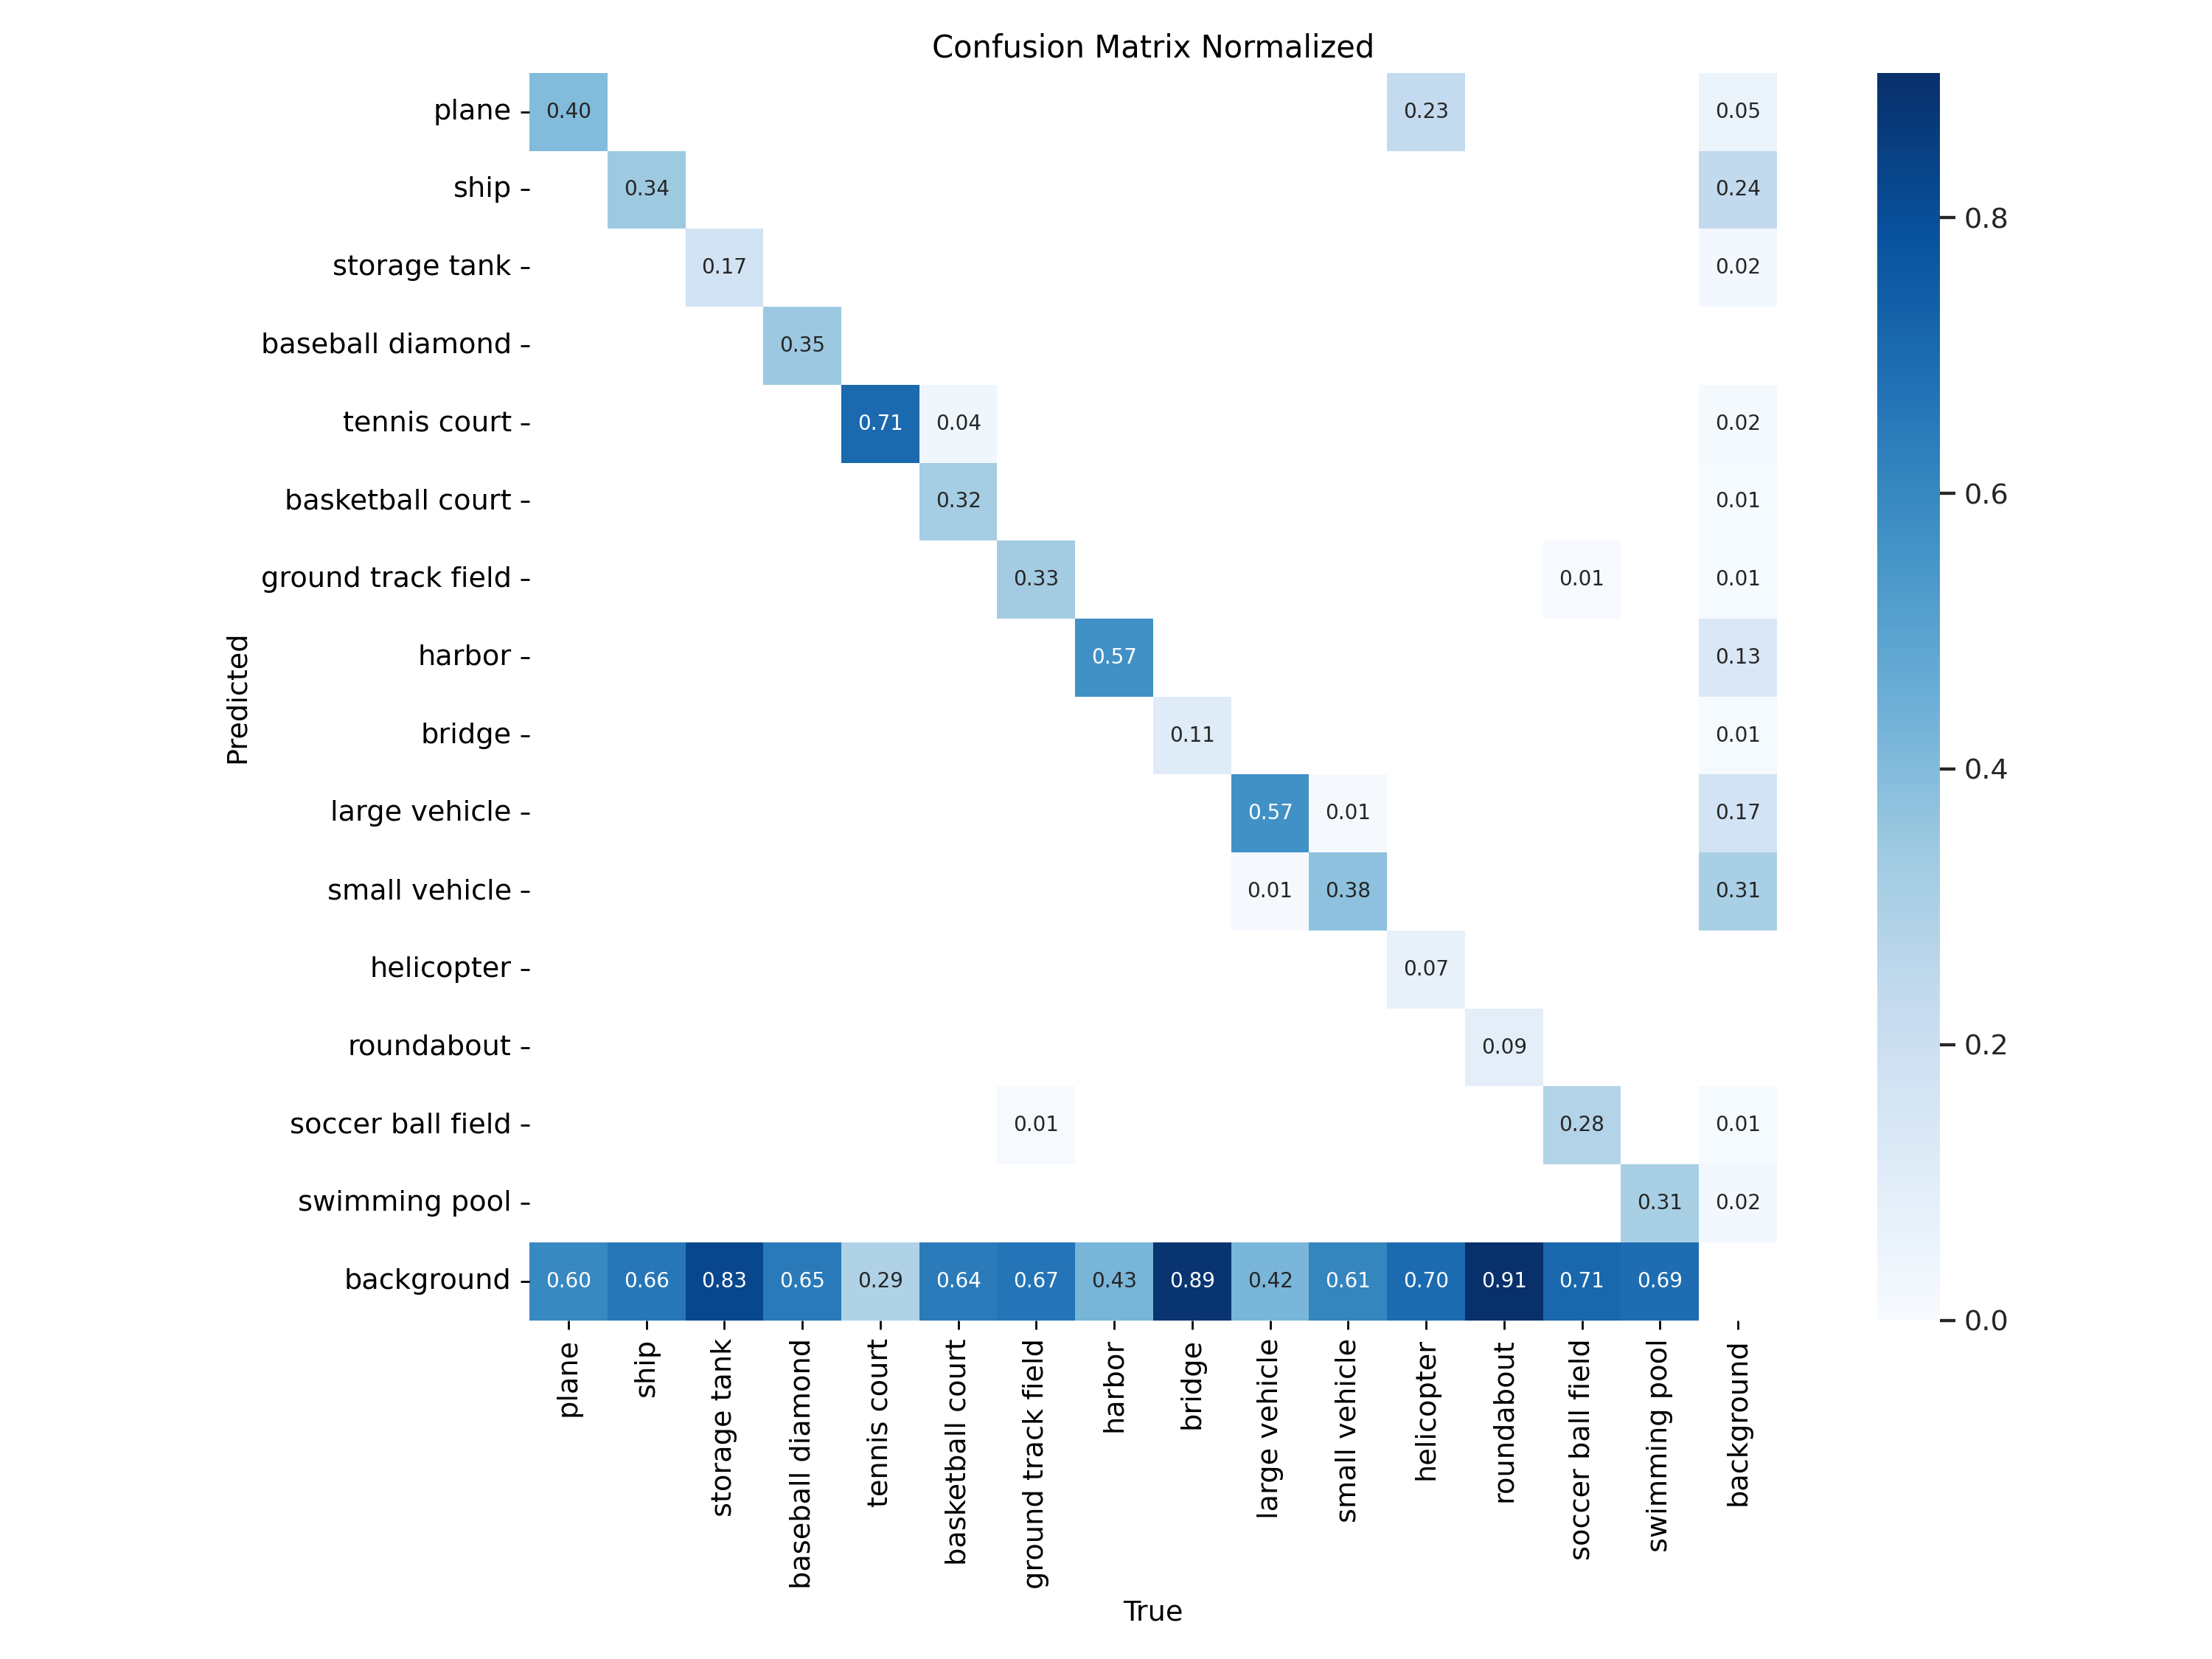 Confusion Matrix Normalized
plane 0.40 0.23 0.05
ship 0.34 0.24
storage tank 0.17 0.02
baseball diamond 0.35
tennis court 0.71 0.04 0.02
basketball court 0.32 0.01
ground track field 0.33 0.01 0.01
harbor 0.57 0.13
bridge 0.11 0.01
large vehicle 0.57 0.01 0.17
small vehicle 0.01 0.38 0.31
helicopter 0.07
roundabout 0.09
soccer ball field 0.01 0.28 0.01
swimming pool 0.31 0.02
background 0.60 0.66 0.83 0.65 0.29 0.64 0.67 0.43 0.89 0.42 0.61 0.70 0.91 0.71 0.69
Predicted
plane
ship
storage tank
baseball diamond
tennis court
basketball court
ground track field
harbor
bridge
large vehicle
small vehicle
helicopter
roundabout
soccer ball field
swimming pool
background
True
0.8
0.6
0.4
0.2
0.0